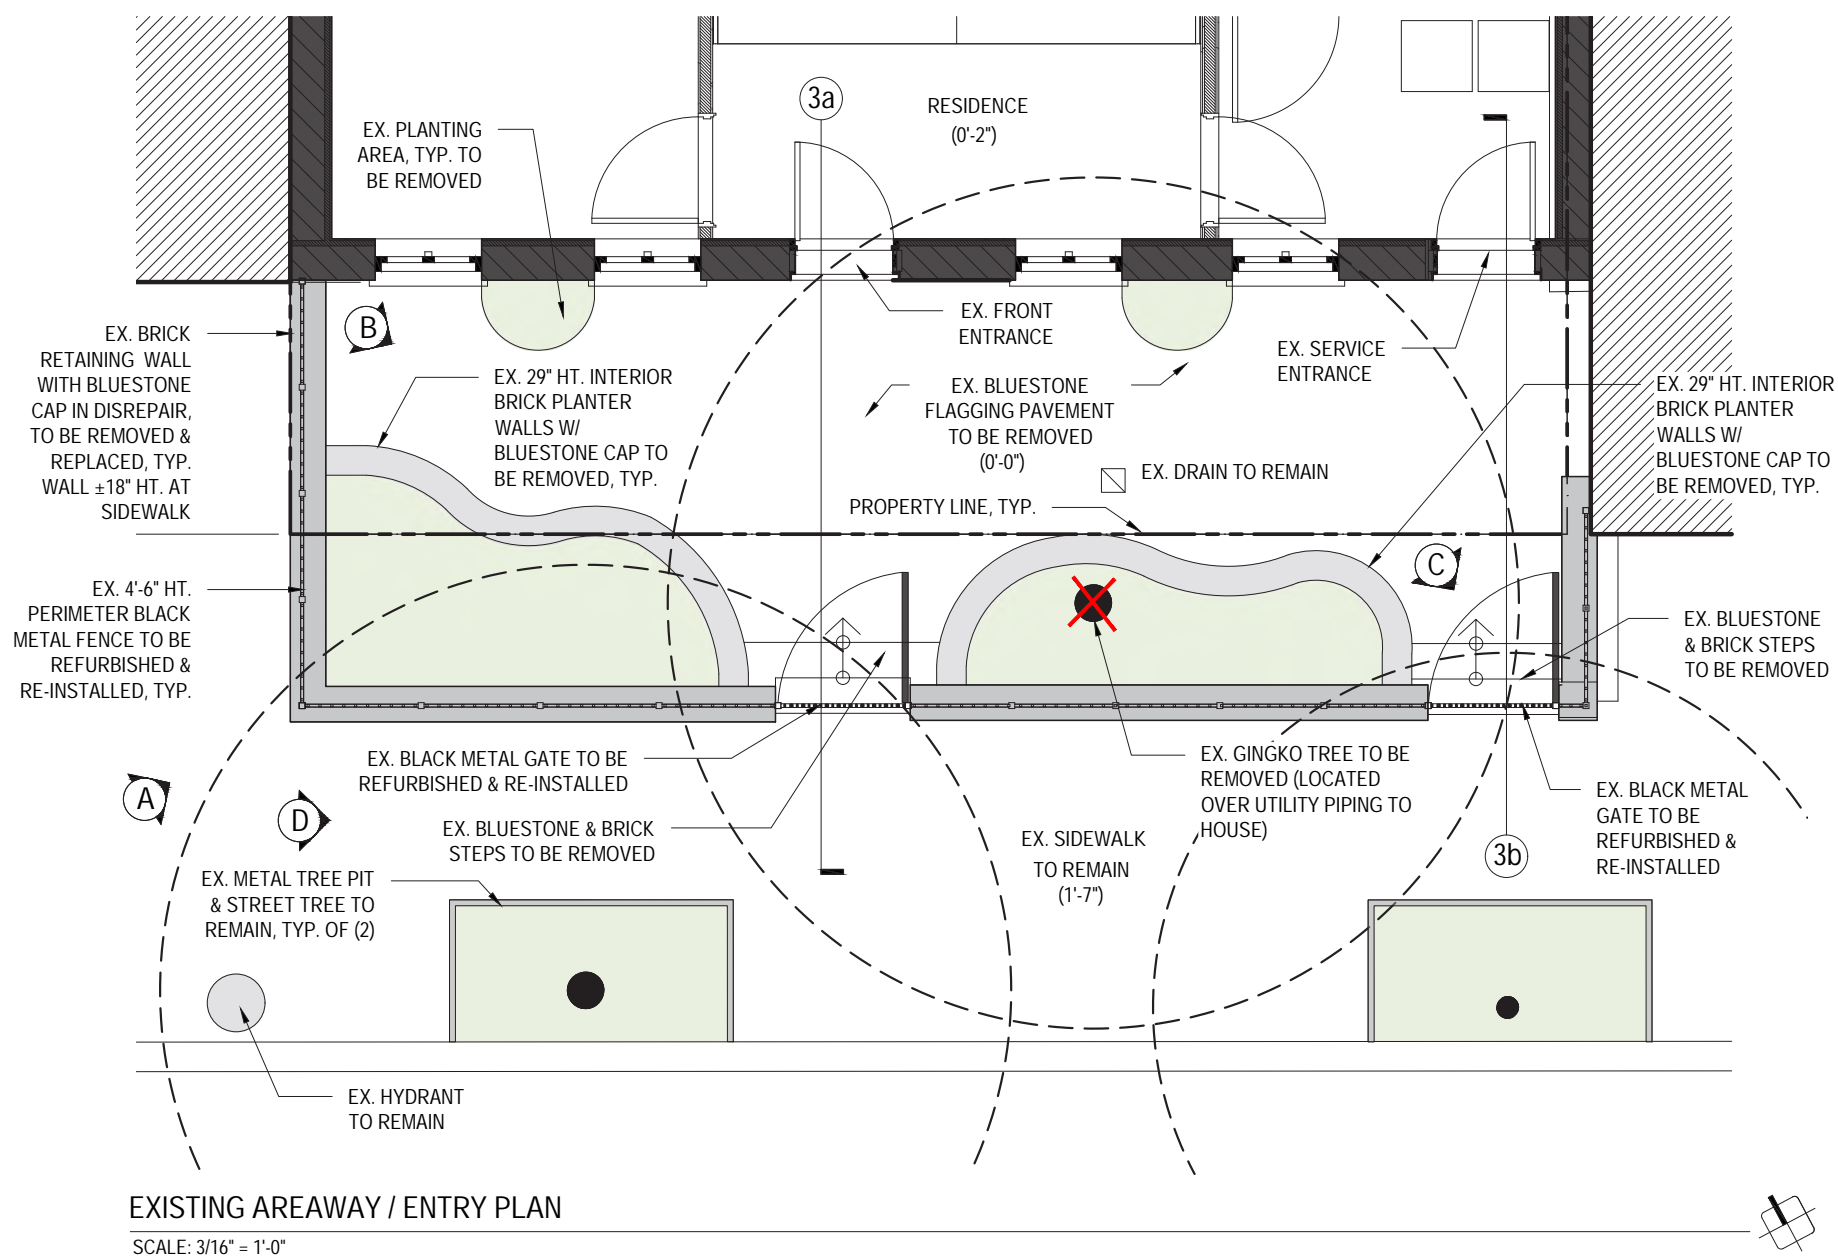 3a
RESIDENCE
(0'-2")
EX. PLANTING
AREA, TYP. TO
BE REMOVED
B
EX. FRONT
ENTRANCE
EX. SERVICE
ENTRANCE
EX. BRICK
RETAINING WALL
WITH BLUESTONE
CAP IN DISREPAIR,
TO BE REMOVED &
REPLACED, TYP.
WALL ±18" HT. AT
SIDEWALK
EX. 29" HT. INTERIOR
BRICK PLANTER
WALLS W/
BLUESTONE CAP TO
BE REMOVED, TYP.
EX. BLUESTONE
FLAGGING PAVEMENT
TO BE REMOVED
(0'-0")
EX. 29" HT. INTERIOR
BRICK PLANTER
WALLS W/
BLUESTONE CAP TO
BE REMOVED, TYP.
EX. DRAIN TO REMAIN
PROPERTY LINE, TYP.
C
EX. 4'-6" HT.
PERIMETER BLACK
METAL FENCE TO BE
REFURBISHED &
RE-INSTALLED, TYP.
EX. BLUESTONE
& BRICK STEPS
TO BE REMOVED
EX. BLACK METAL GATE TO BE
REFURBISHED & RE-INSTALLED
EX. GINGKO TREE TO BE
REMOVED (LOCATED
OVER UTILITY PIPING TO
HOUSE)
EX. BLACK METAL
GATE TO BE
REFURBISHED &
RE-INSTALLED
A
D
EX. BLUESTONE & BRICK
STEPS TO BE REMOVED
EX. SIDEWALK
TO REMAIN
(1'-7")
3b
EX. METAL TREE PIT
& STREET TREE TO
REMAIN, TYP. OF (2)
EX. HYDRANT
TO REMAIN
EXISTING AREAWAY / ENTRY PLAN
SCALE: 3/16" = 1'-0"